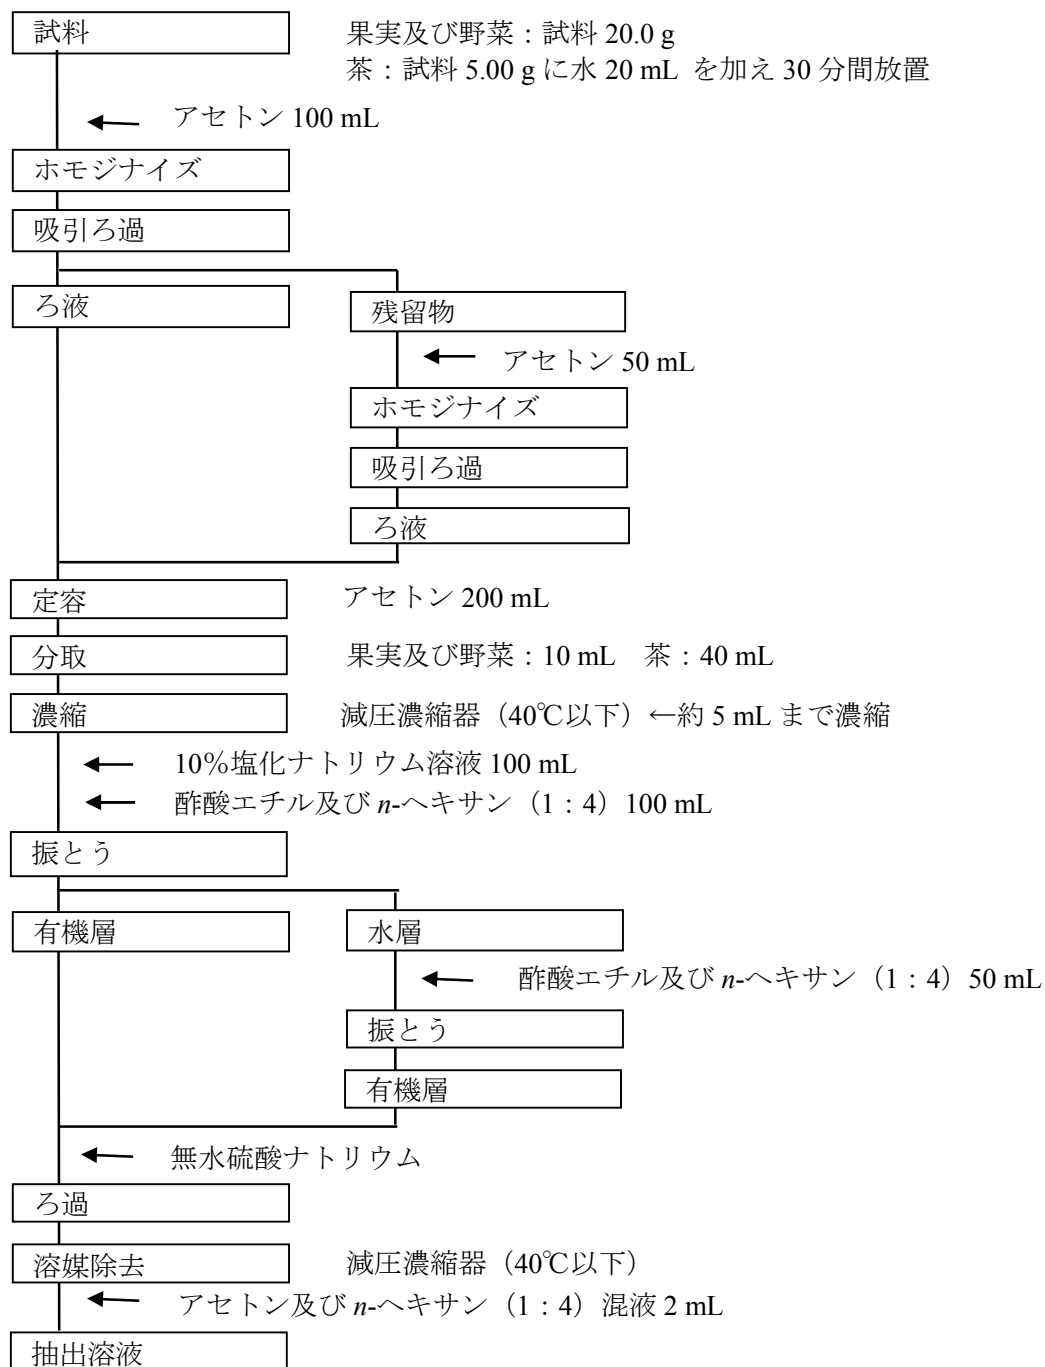 試料
果実及び野菜：試料 20.0 g
茶：試料 5.00 g に水 20 mL を加え 30 分間放置
アセトン 100 mL
ホモジナイズ
吸引ろ過
ろ液
残留物
アセトン 50 mL
ホモジナイズ
吸引ろ過
ろ液
定容
アセトン 200 mL
分取
果実及び野菜：10 mL　茶：40 mL
濃縮
減圧濃縮器（40℃以下）←約 5 mL まで濃縮
10％塩化ナトリウム溶液 100 mL
酢酸エチル及び n-ヘキサン（1：4）100 mL
振とう
有機層
水層
酢酸エチル及び n-ヘキサン（1：4）50 mL
振とう
有機層
無水硫酸ナトリウム
ろ過
溶媒除去
減圧濃縮器（40℃以下）
アセトン及び n-ヘキサン（1：4）混液 2 mL
抽出溶液